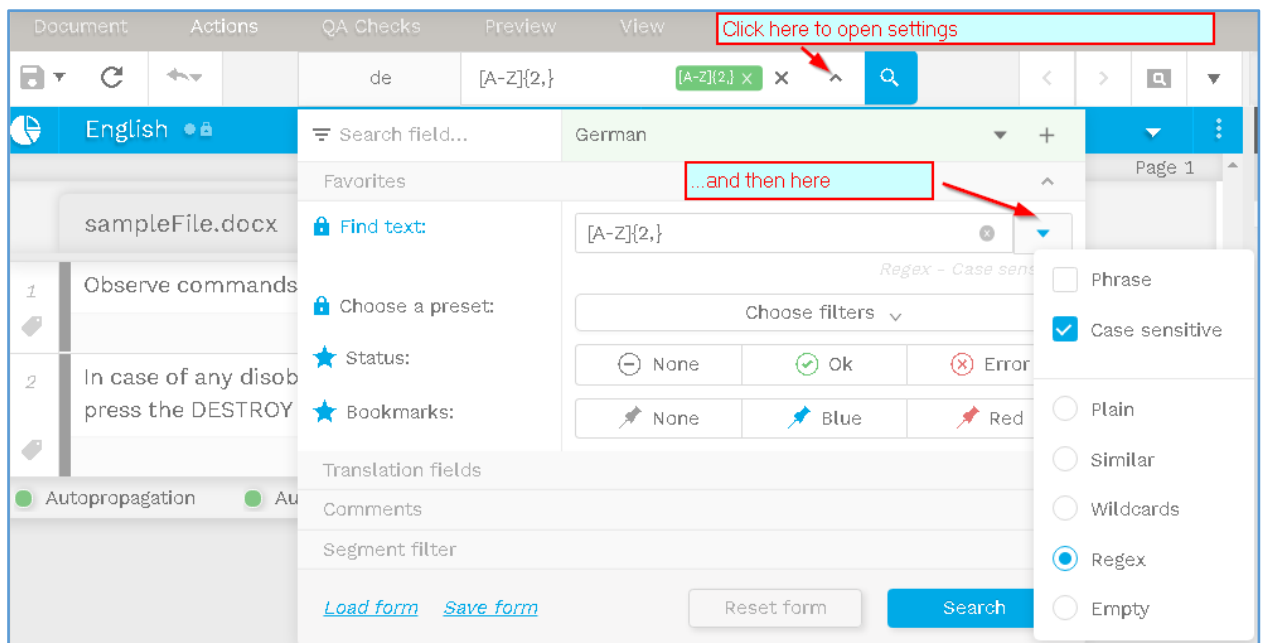 Document Actions QA Checks Preview View
Click here to open settings
de [A-Z]{2,} [A-Z]{2,} x
English
Search field... German
Page 1
Favorites
...and then here
sampleFile.docx
Find text: [A-Z]{2,}
Regex - Case sens
Phrase
1 Observe commands
Choose a preset: Choose filters
Case sensitive
Status: None Ok Error
2 In case of any disob
press the DESTROY
Bookmarks: None Blue Red
Plain
Similar
Translation fields
Autopropagation Au
Comments
Wildcards
Segment filter
Regex
Load form Save form Reset form Search
Empty